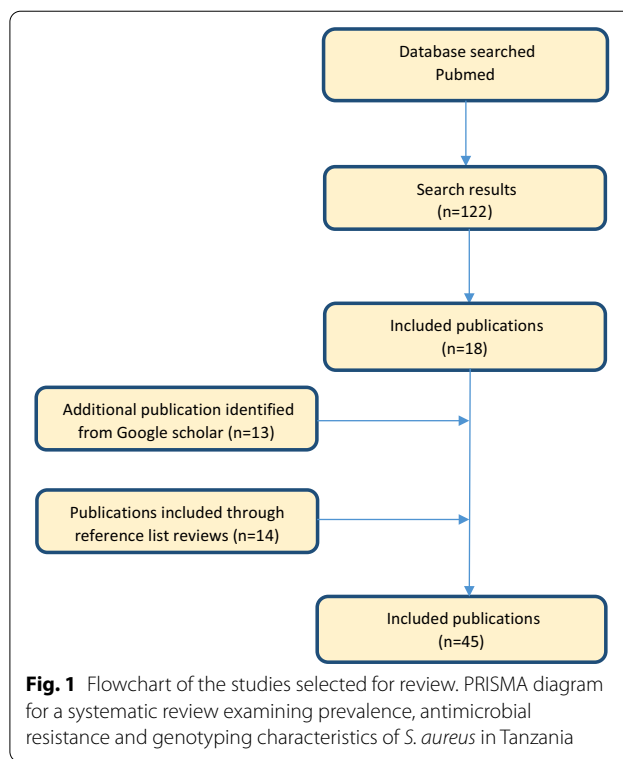 Database searched
Pubmed
Search results
(n=122)
Included publications
(n=18)
Additional publication identified
from Google scholar (n=13)
Publications included through
reference list reviews (n=14)
Included publications
(n=45)
Fig. 1 Flowchart of the studies selected for review. PRISMA diagram
for a systematic review examining prevalence, antimicrobial
resistance and genotyping characteristics of S. aureus in Tanzania